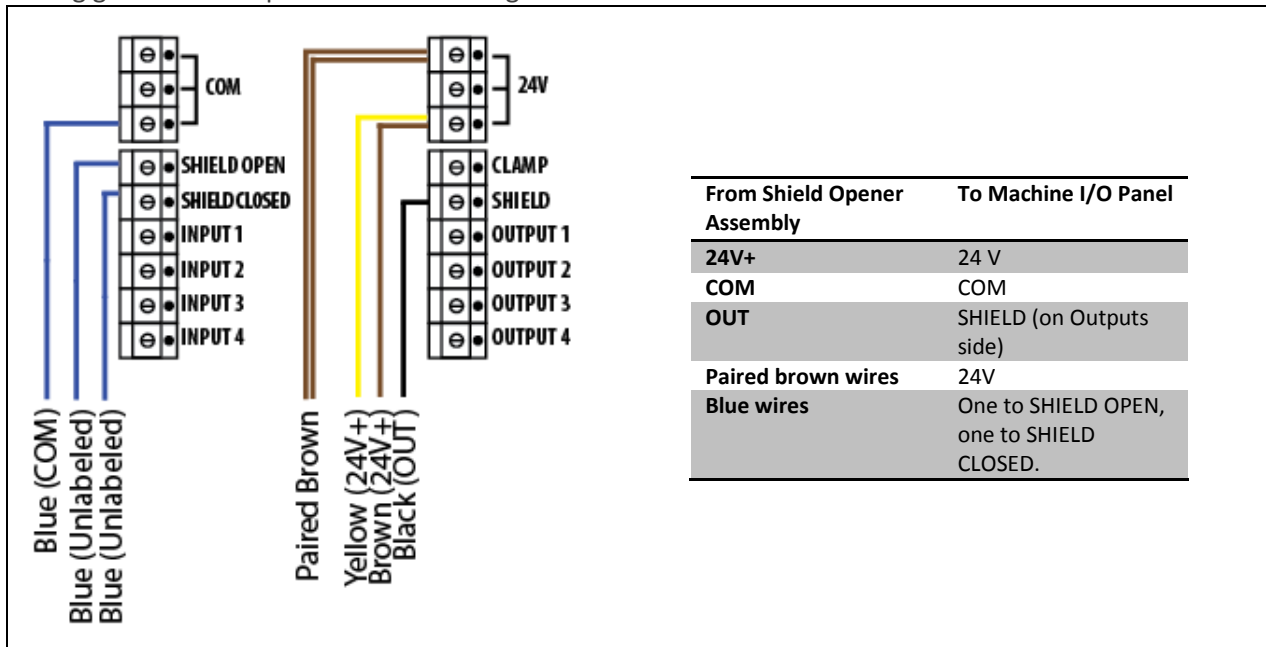 COM
SHIELD OPEN
SHIELD CLOSED
INPUT 1
INPUT 2
INPUT 3
INPUT 4
Blue (COM)
Blue (Unlabeled)
Blue (Unlabeled)
24V
CLAMP
SHIELD
OUTPUT 1
OUTPUT 2
OUTPUT 3
OUTPUT 4
Paired Brown
Yellow (24V+)
Brown (24V+)
Black (OUT)
From Shield Opener To Machine I/O Panel
Assembly
24V+ 24 V
COM COM
OUT SHIELD (on Outputs
side)
Paired brown wires 24V
Blue wires One to SHIELD OPEN,
one to SHIELD
CLOSED.